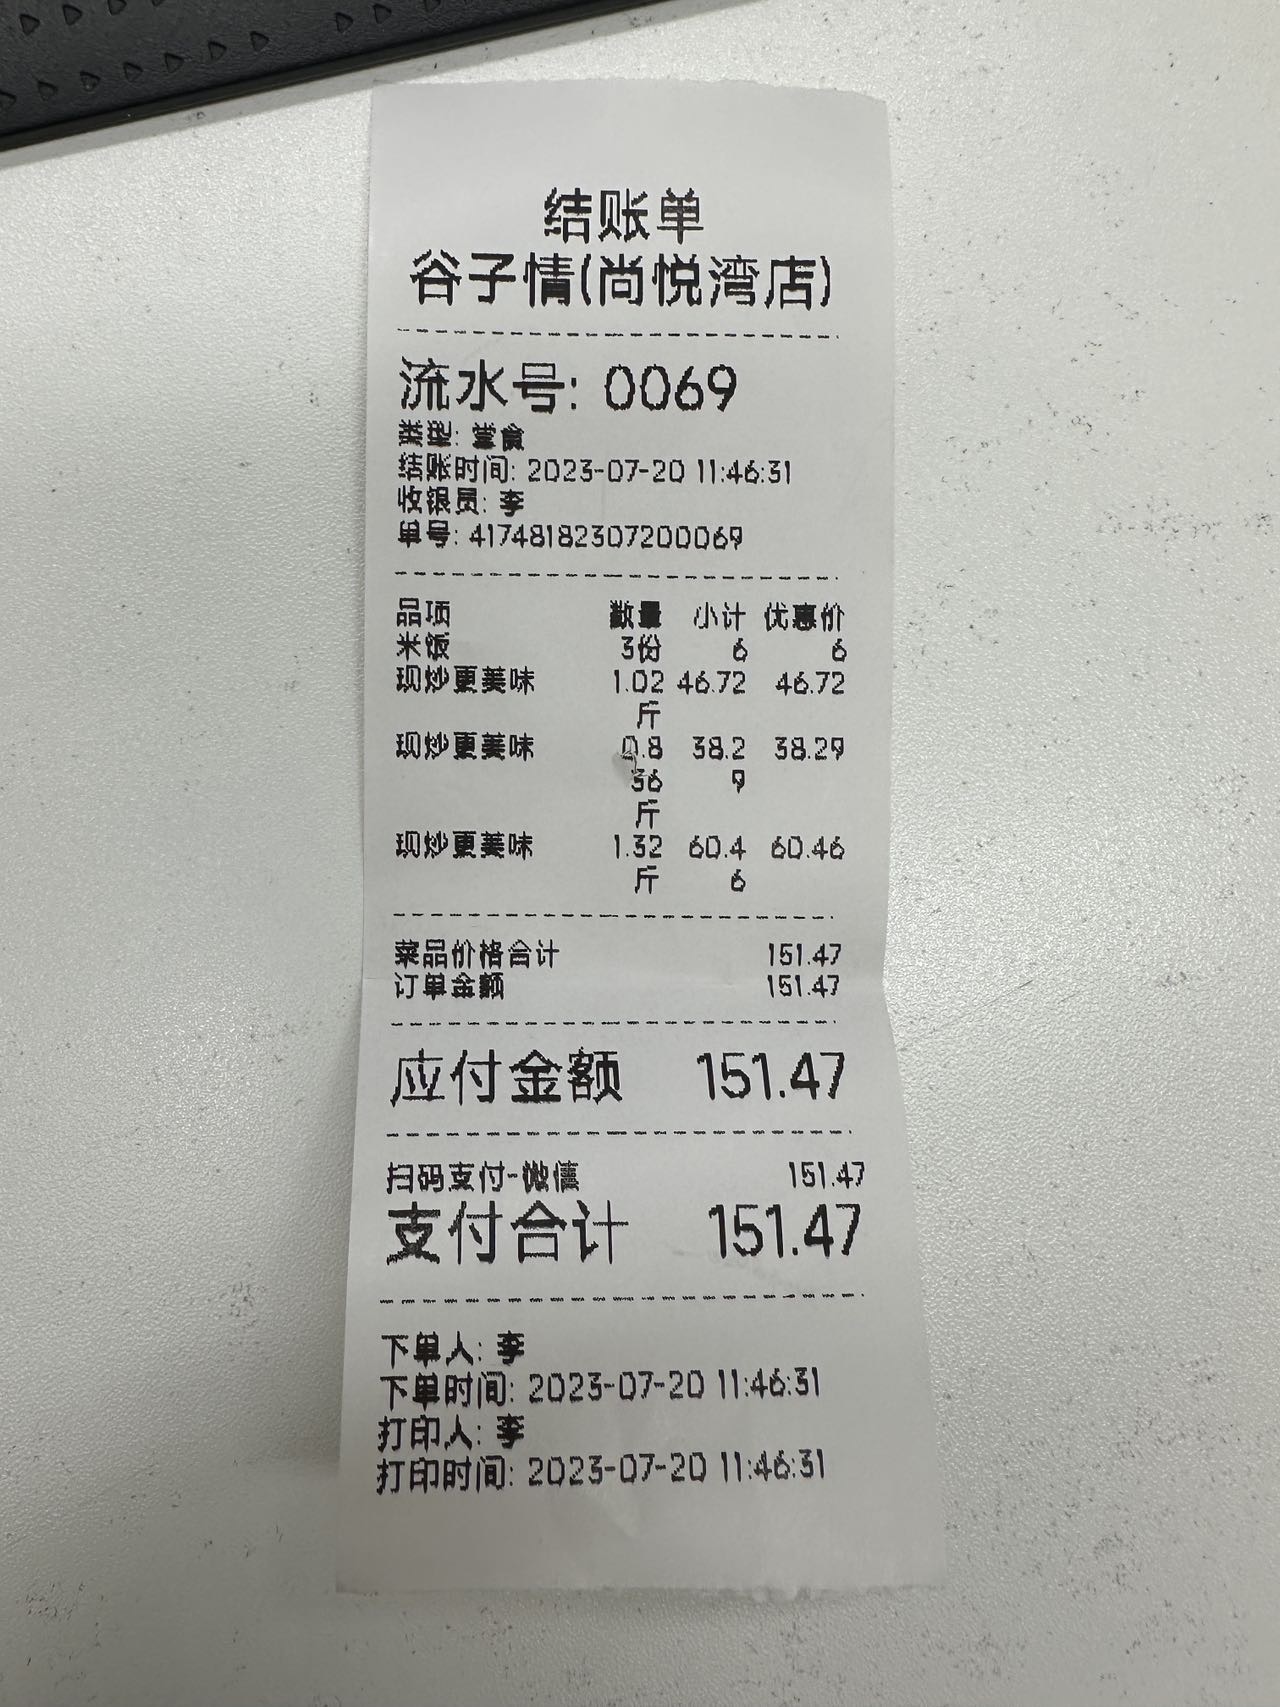 结账单
谷子情(尚悦湾店)
流水号: 0069
类型: 堂食
结账时间: 2023-07-20 11:46:31
收银员: 李
单号: 41748182307200069
品项 数量 小计 优惠价
米饭 3份 6 6
现炒更美味 1.02 46.72 46.72
斤
现炒更美味 0.8 38.2 38.29
36 9
斤
现炒更美味 1.32 60.4 60.46
斤 6
菜品价格合计 151.47
订单金额 151.47
应付金额 151.47
扫码支付-微信 151.47
支付合计 151.47
下单人: 李
下单时间: 2023-07-20 11:46:31
打印人: 李
打印时间: 2023-07-20 11:46:31